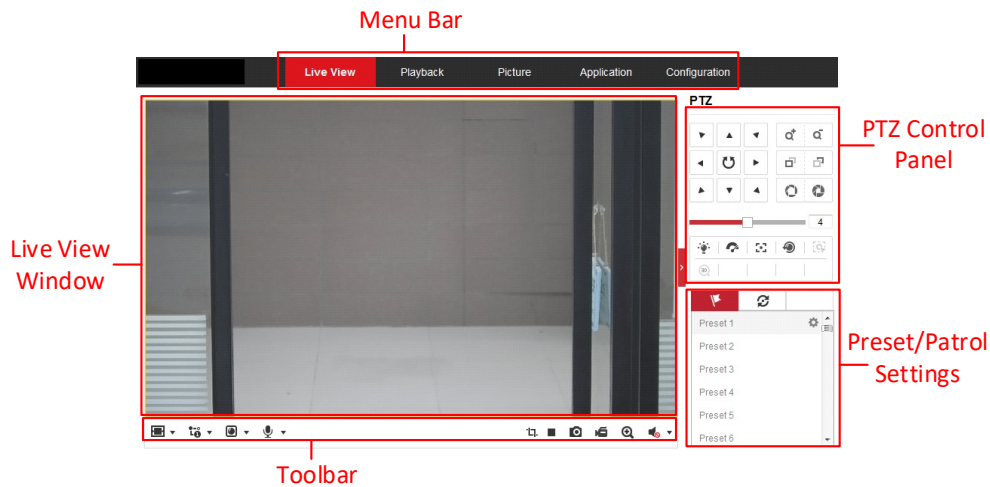 Menu Bar
Live View Playback Picture Application Configuration
PTZ
PTZ Control
Panel
4
Live View
Window
3D
Preset 1
Preset 2
Preset 3
Preset 4
Preset 5
Preset 6
Preset/Patrol
Settings
Toolbar